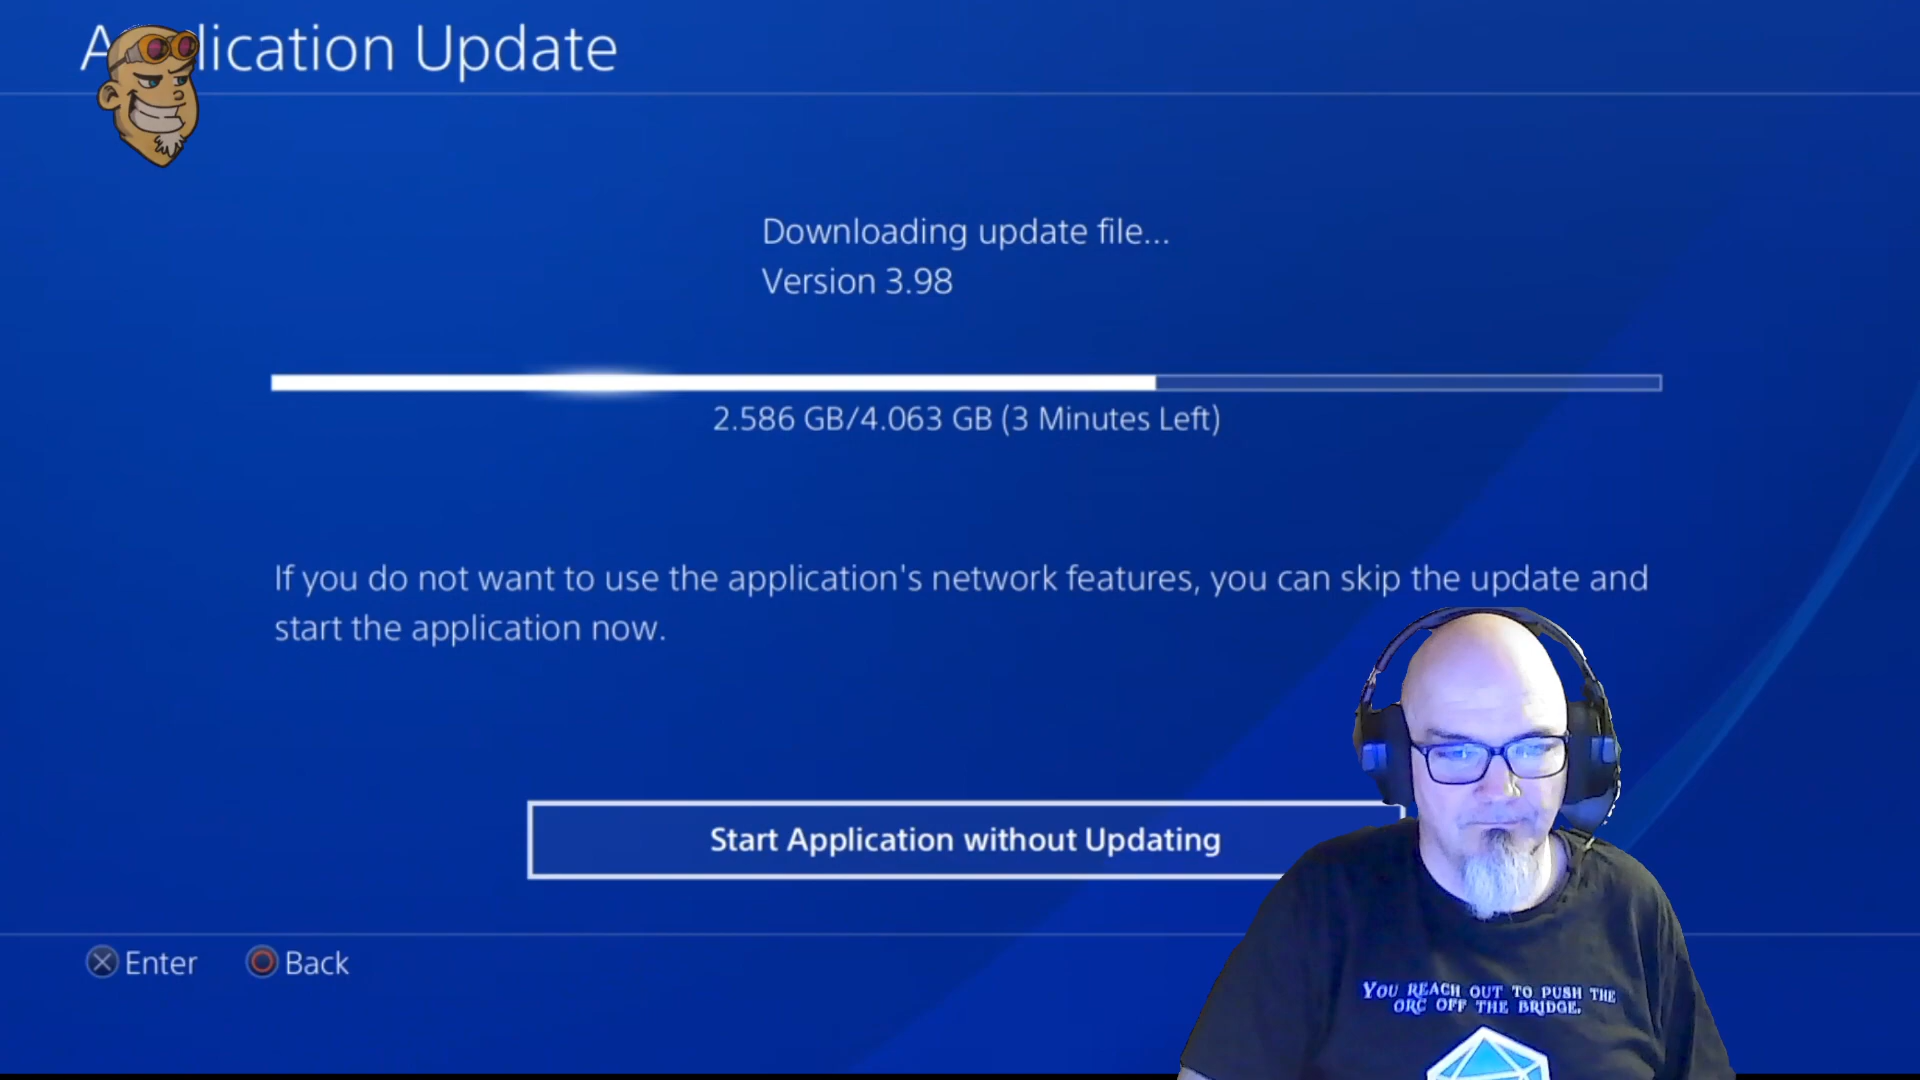 Application Update
Downloading update file...
Version 3.98
2.586 GB/4.063 GB (3 Minutes Left)
If you do not want to use the application's network features, you can skip the update and
start the application now.
Start Application without Updating
Enter Back
YOU REACH OUT TO PUSH THE
ORC OFF THE BRIDGE.